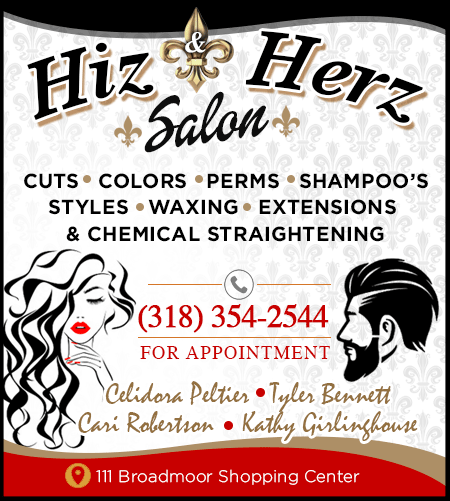 Hiz & Herz
Salon
CUTS • COLORS • PERMS • SHAMPOO'S
STYLES • WAXING • EXTENSIONS
& CHEMICAL STRAIGHTENING
(318) 354-2544
FOR APPOINTMENT
Celidora Peltier • Tyler Bennett
Cari Robertson • Kathy Girlinghouse
111 Broadmoor Shopping Center